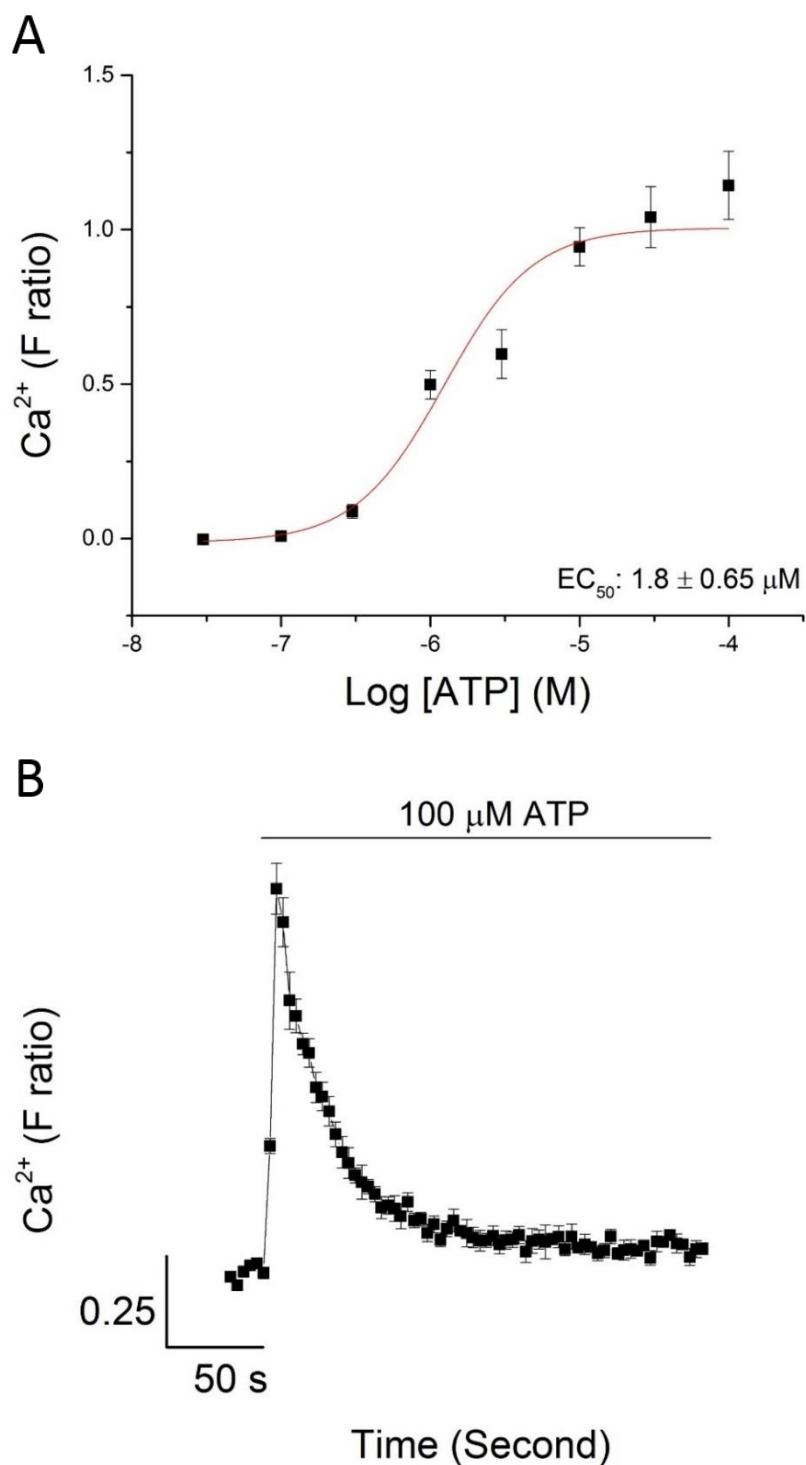 A
1.5
1.0
0.5
0.0
Ca²⁺ (F ratio)
EC₅₀: 1.8 ± 0.65 μM
-8 -7 -6 -5 -4
Log [ATP] (M)
B
100 μM ATP
Ca²⁺ (F ratio)
0.25
50 s
Time (Second)